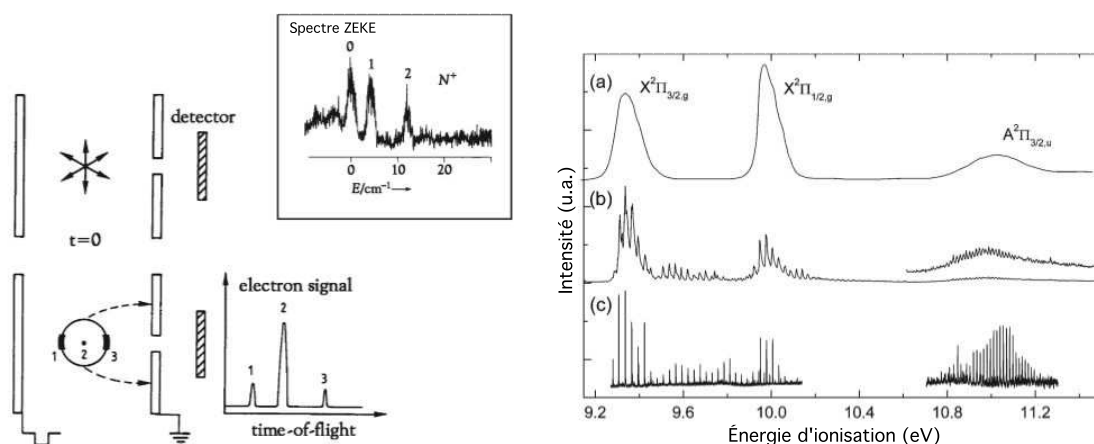 Spectre ZEKE
0
1
2
N⁺
0
10
20
E/cm⁻¹→
detector
t=0
1
2
3
electron signal
1
2
3
time-of-flight
(a)
X²Π₃/₂,g
X²Π₁/₂,g
A²Π₃/₂,u
(b)
(c)
Intensité (u.a.)
9.2 9.6 10.0 10.4 10.8 11.2
Énergie d'ionisation (eV)